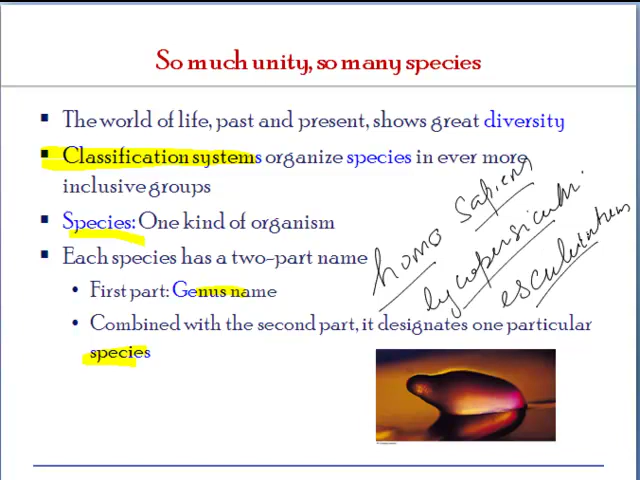 So much unity, so many species
The world of life, past and present, shows great diversity
Classification systems organize species in ever more
inclusive groups
Species: One kind of organism
Each species has a two-part name
First part: Genus name
Combined with the second part, it designates one particular
species
homo sapiens
lycopersicum
esculentum